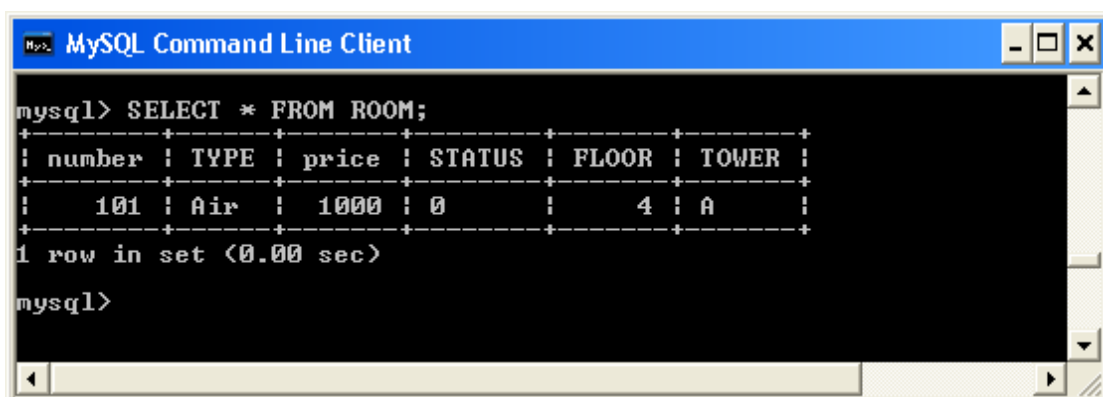 MySQL Command Line Client
mysql> SELECT * FROM ROOM;
+--------+------+-------+--------+-------+-------+
| number | TYPE | price | STATUS | FLOOR | TOWER |
+--------+------+-------+--------+-------+-------+
|    101 | Air  |  1000 | 0      |     4 | A     |
+--------+------+-------+--------+-------+-------+
1 row in set (0.00 sec)
mysql>